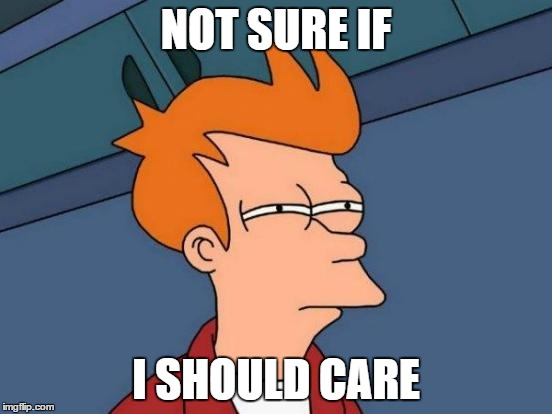 NOT SURE IF
I SHOULD CARE
imgflip.com